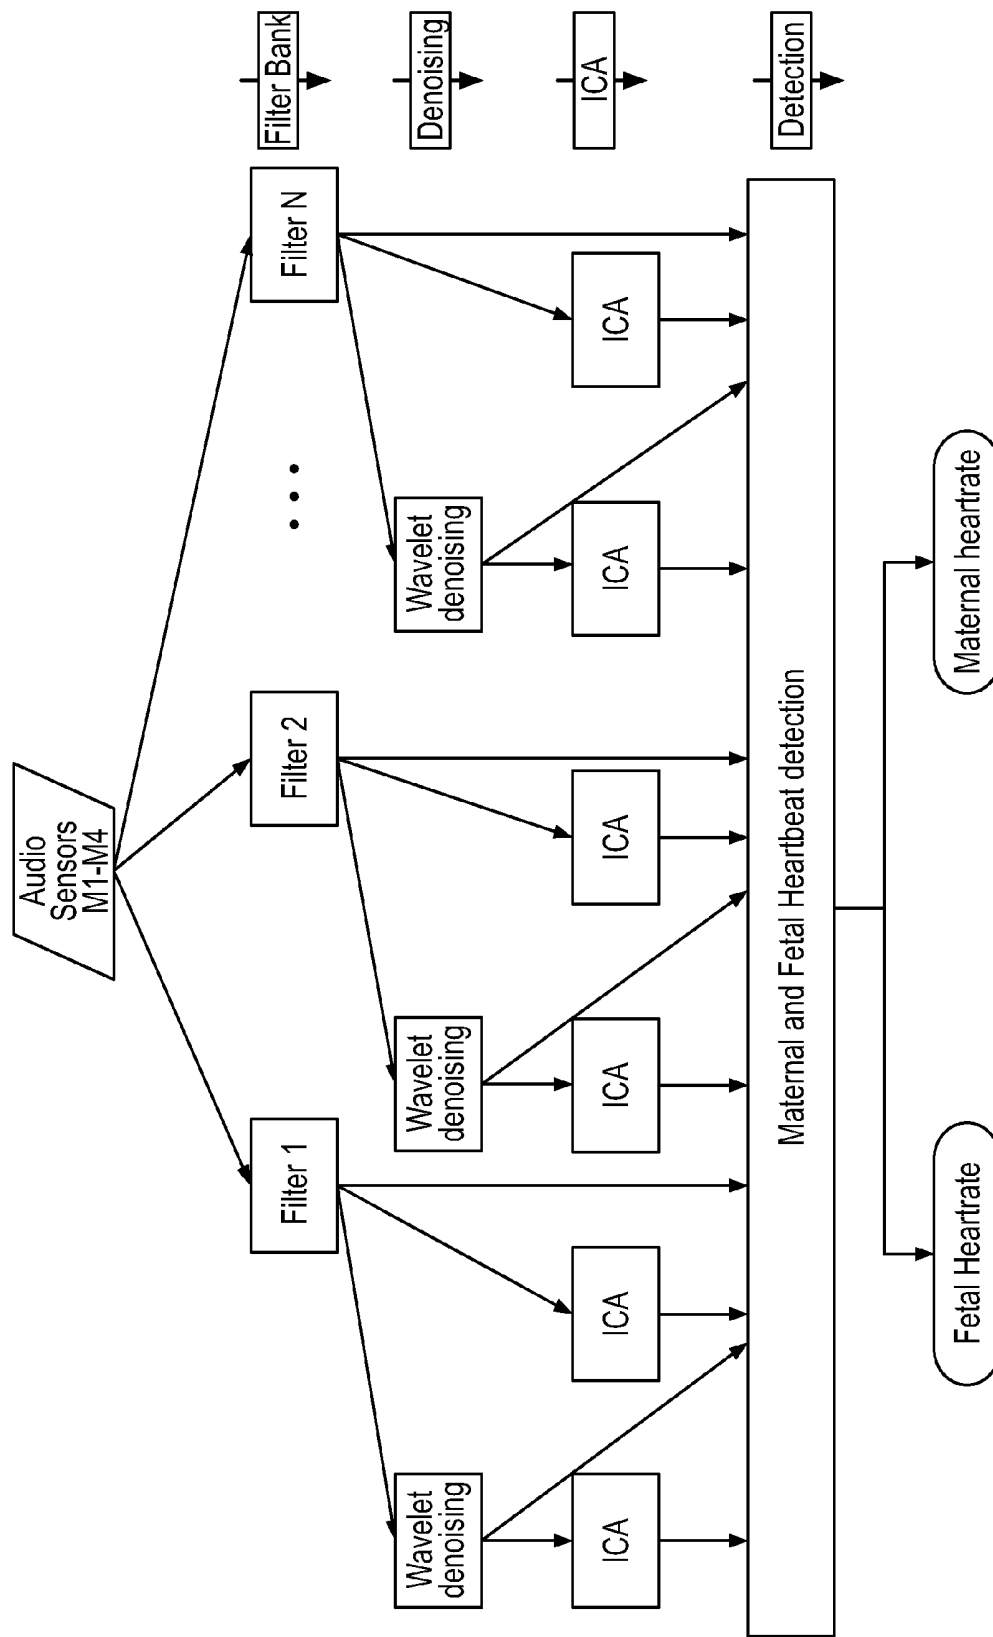 Audio
Sensors
M1-M4
Filter 1
Filter 2
Filter N
Filter Bank
Wavelet
denoising
Wavelet
denoising
Wavelet
denoising
Denoising
ICA
ICA
ICA
ICA
ICA
ICA
ICA
Maternal and Fetal Heartbeat detection
Detection
Fetal Heartrate
Maternal heartrate